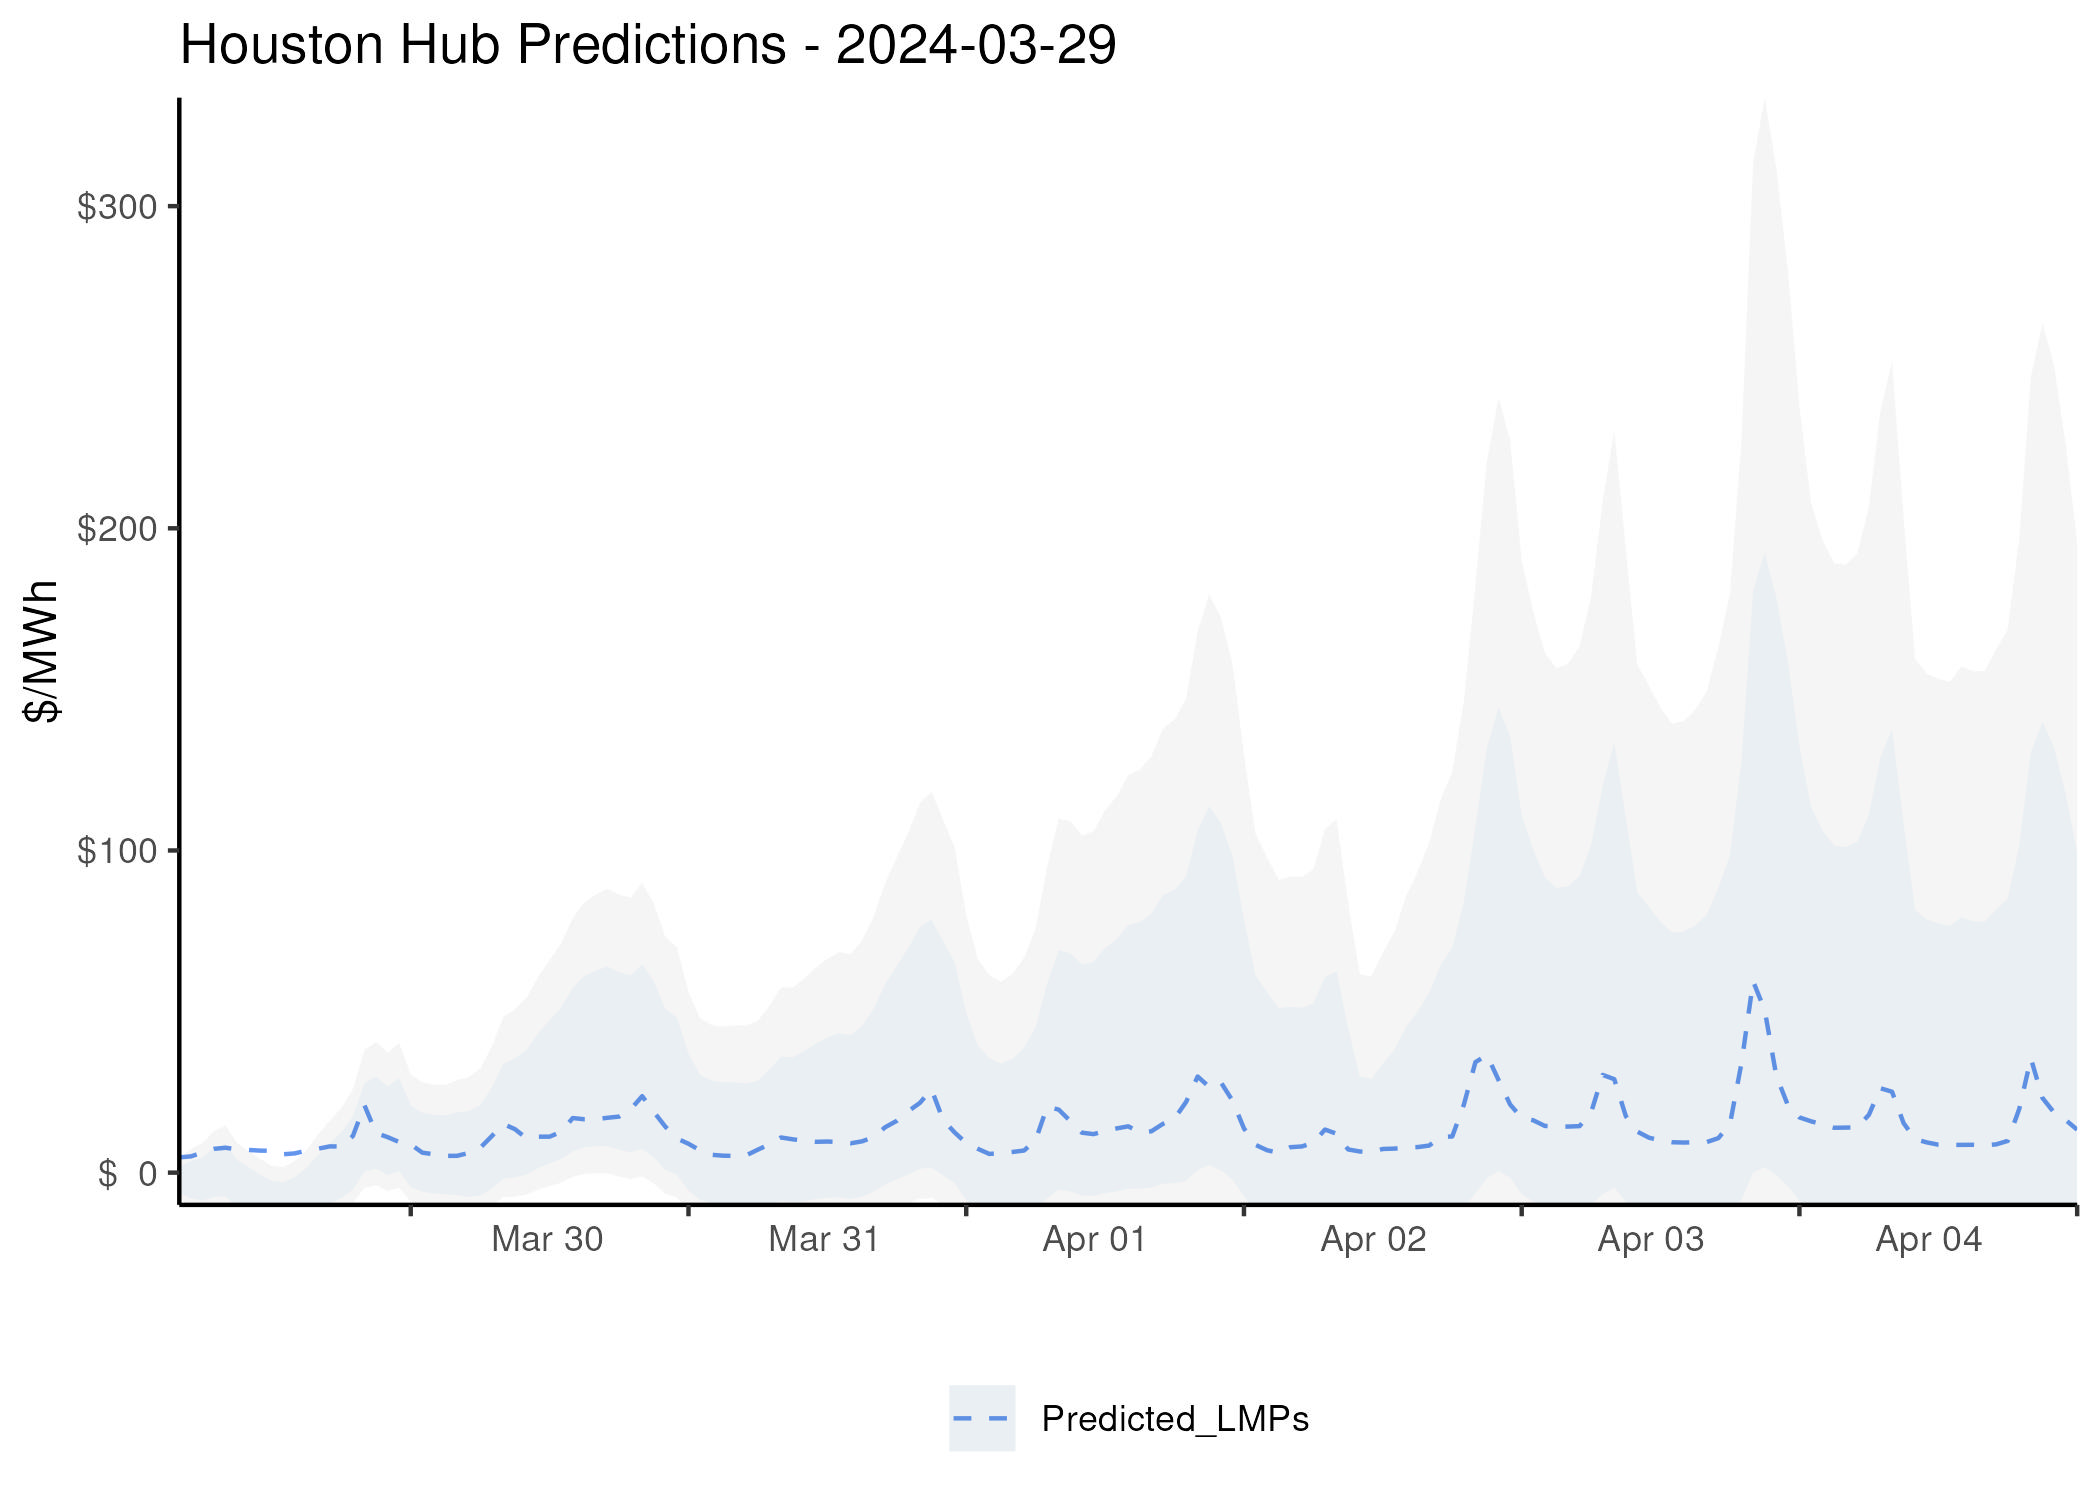 Houston Hub Predictions - 2024-03-29
$/MWh
$300
$200
$100
$ 0
Mar 30 Mar 31 Apr 01 Apr 02 Apr 03 Apr 04
Predicted_LMPs